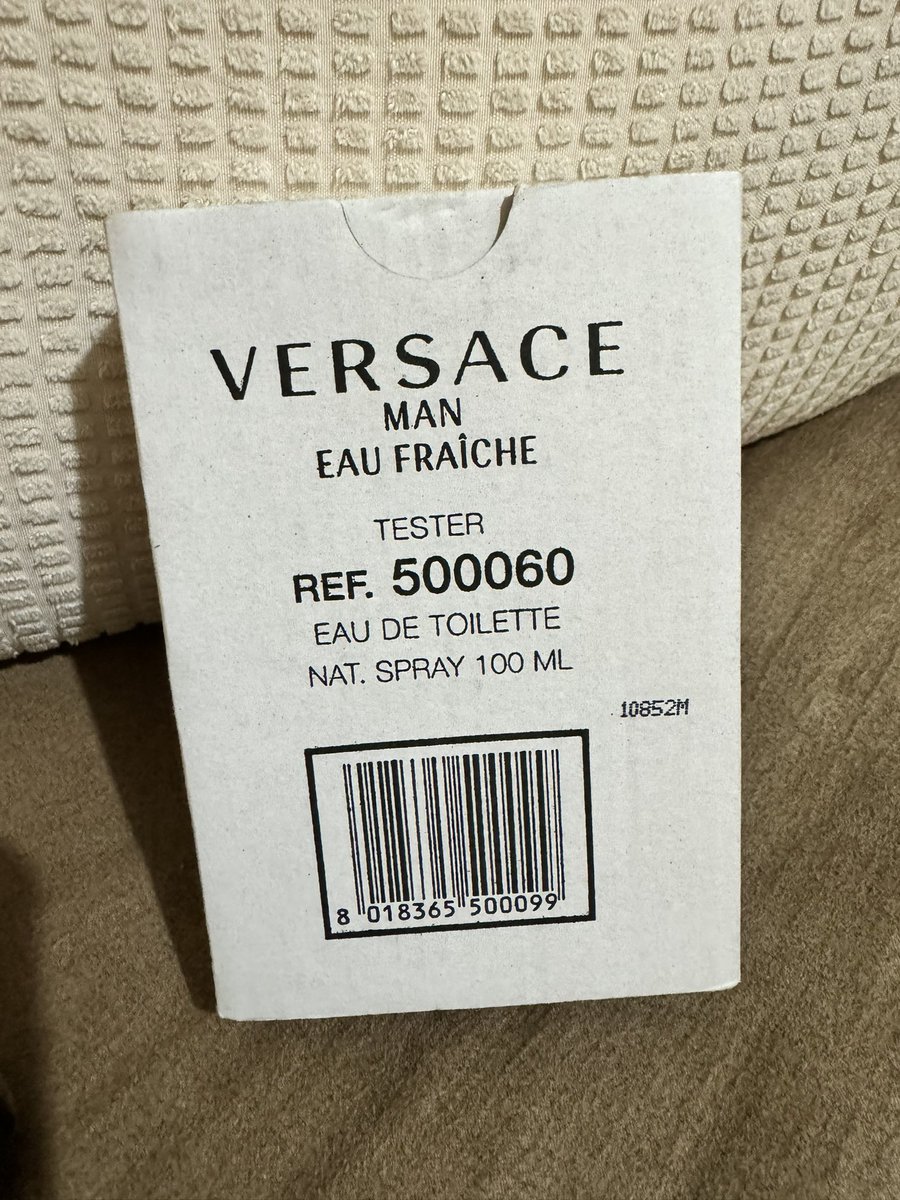 VERSACE
MAN
EAU FRAÎCHE
TESTER
REF. 500060
EAU DE TOILETTE
NAT. SPRAY 100 ML
10852M
8 018365 500099